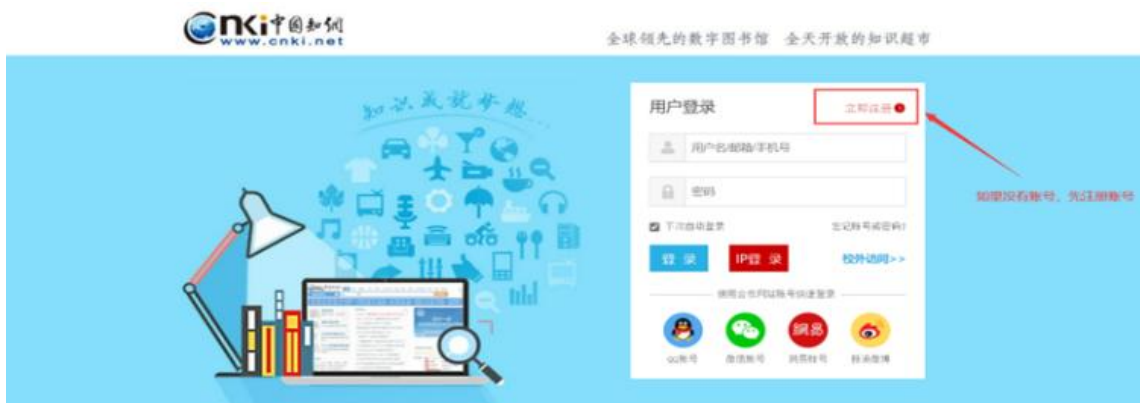 cnki中国知网
www.cnki.net
全球领先的数字图书馆 全天开放的知识超市
知识成就梦想...
用户登录
立即注册
用户名/邮箱/手机号
密码
下次自动登录
忘记账号或密码?
登 录
IP登 录
校外访问>>
如果没有账号，先注册账号
使用合作网站账号快速登录
網易
QQ账号
微信账号
网易账号
新浪微博